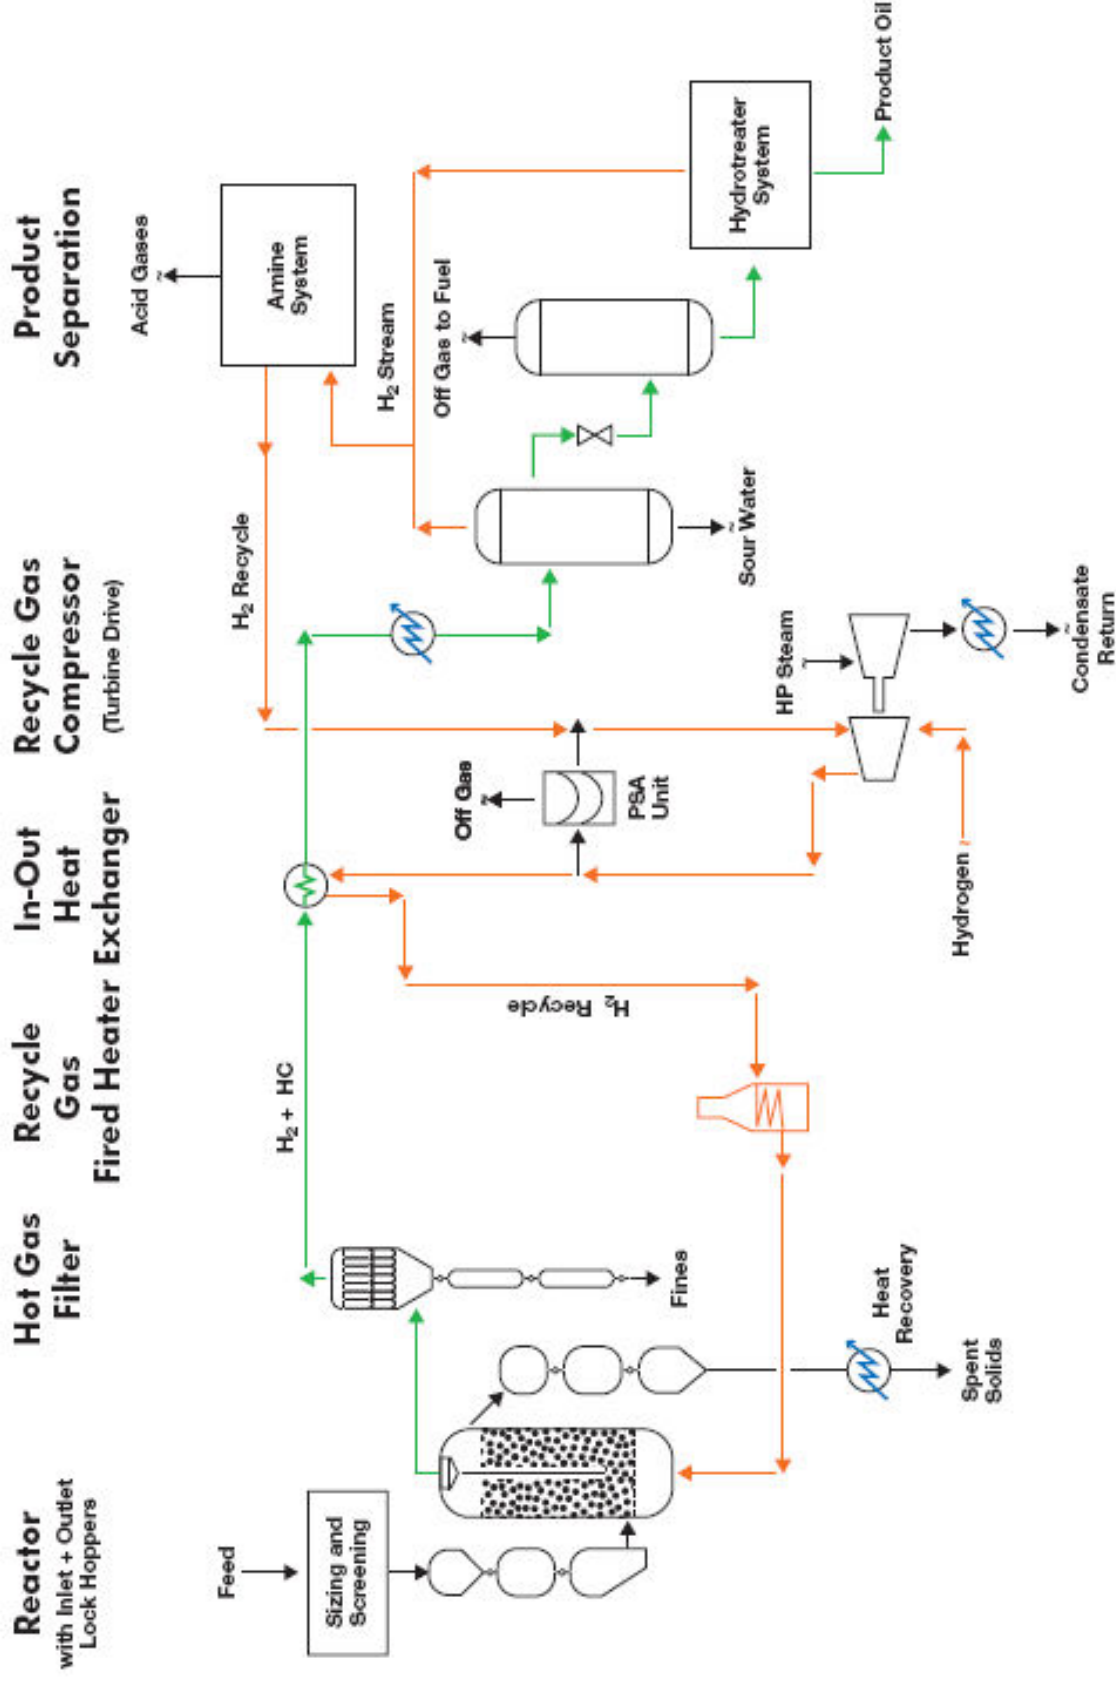 Reactor
with Inlet + Outlet
Lock Hoppers
Hot Gas
Filter
Recycle
Gas
Fired Heater
In-Out
Heat
Exchanger
Recycle Gas
Compressor
(Turbine Drive)
Product
Separation
Feed
Sizing and
Screening
Fines
Heat
Recovery
Spent
Solids
H2 + HC
H2 Recycle
Off Gas
PSA
Unit
Hydrogen ~
H2 Recycle
HP Steam
Condensate
Return
Sour Water
H2 Stream
Off Gas to Fuel
Acid Gases
Amine
System
Hydrotreater
System
Product Oil